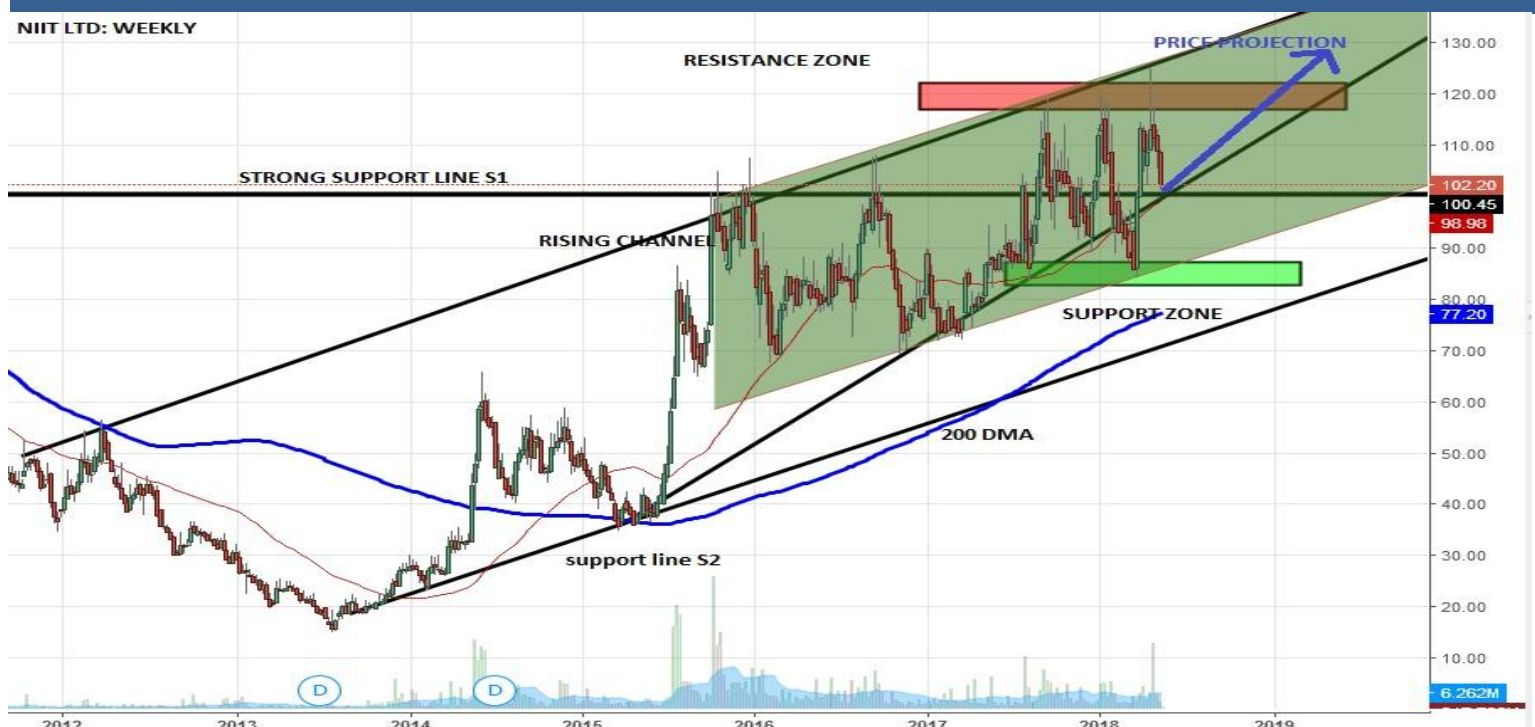 NIIT LTD: WEEKLY
PRICE PROJECTION
130.00
RESISTANCE ZONE
120.00
110.00
STRONG SUPPORT LINE S1
102.20
100.45
98.98
RISING CHANNEL
90.00
80.00
SUPPORT ZONE
77.20
70.00
60.00
200 DMA
50.00
40.00
support line S2
30.00
20.00
10.00
D D
6.262M
2012 2013 2014 2015 2016 2017 2018 2019